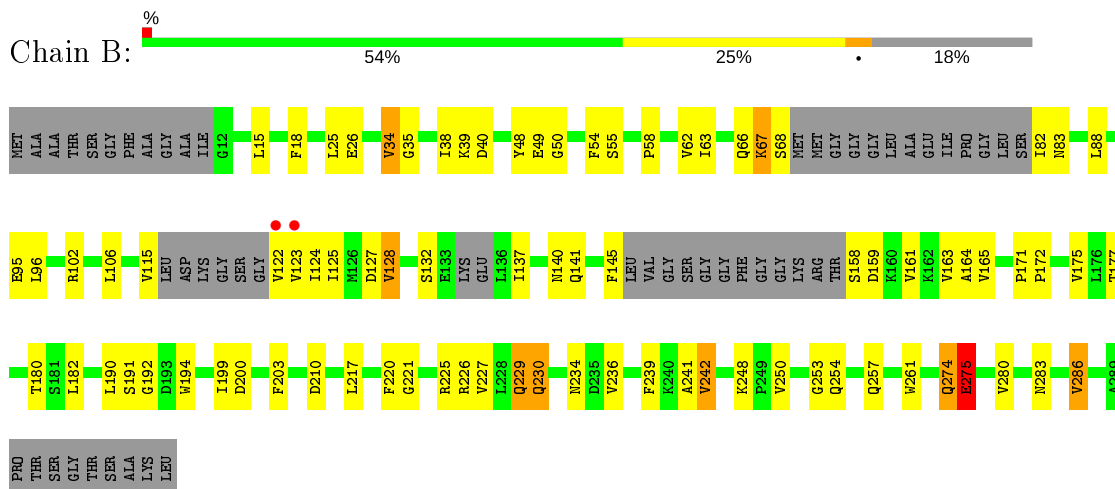 %
Chain B:
54% 25% • 18%
MET ALA ALA THR SER GLY PHE ALA GLY ALA ILE G12 L15 F18 L25 E26 V34 G35 I38 K39 D40 Y48 E49 G50 F54 S55 P58 V62 I63 Q66 K67 S68 MET MET GLY GLY GLY LEU ALA GLU ILE PRO GLY LEU SER I82 N83 L88
E95 L96 R102 L106 V115 LEU ASP LYS GLY SER GLY V122 V123 I124 I125 M126 D127 V128 S132 E133 LYS GLU L136 I137 N140 Q141 F145 LEU VAL GLY SER GLY GLY PHE GLY GLY LYS ARG THR S158 D159 K160 V161 K162 V163 A164 V165 P171 P172 V175 L176 T177
T180 S181 L182 L190 S191 G192 D193 W194 I199 D200 F203 D210 L217 F220 G221 R225 R226 V227 L228 Q229 Q230 N234 D235 V236 F239 K240 A241 V242 K248 P249 V250 G253 Q254 Q257 W261 Q274 E275 V280 N283 V286 A289
PRO THR SER GLY THR SER ALA LYS LEU